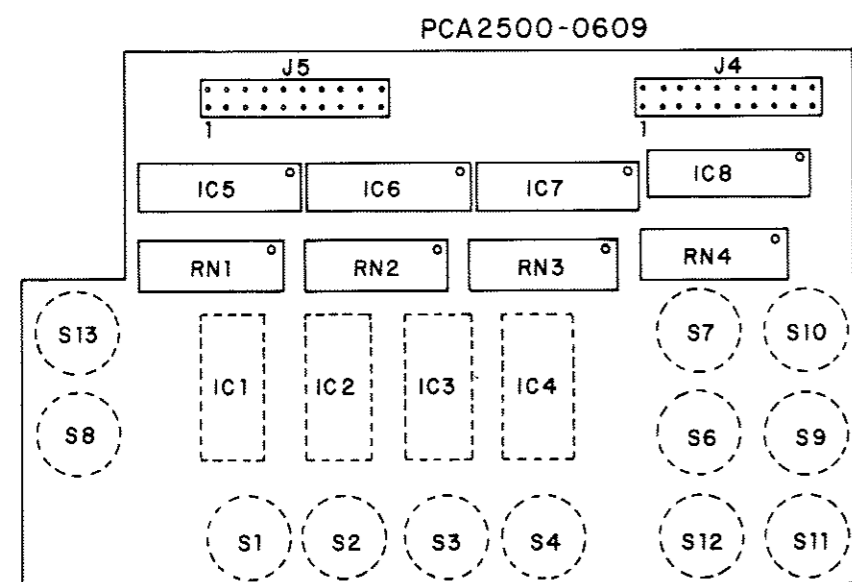 PCA2500-0609
J5 J4
1 1
IC5 IC6 IC7 IC8
RN1 RN2 RN3 RN4
S13 S7 S10
IC1 IC2 IC3 IC4
S8 S6 S9
S1 S2 S3 S4 S12 S11